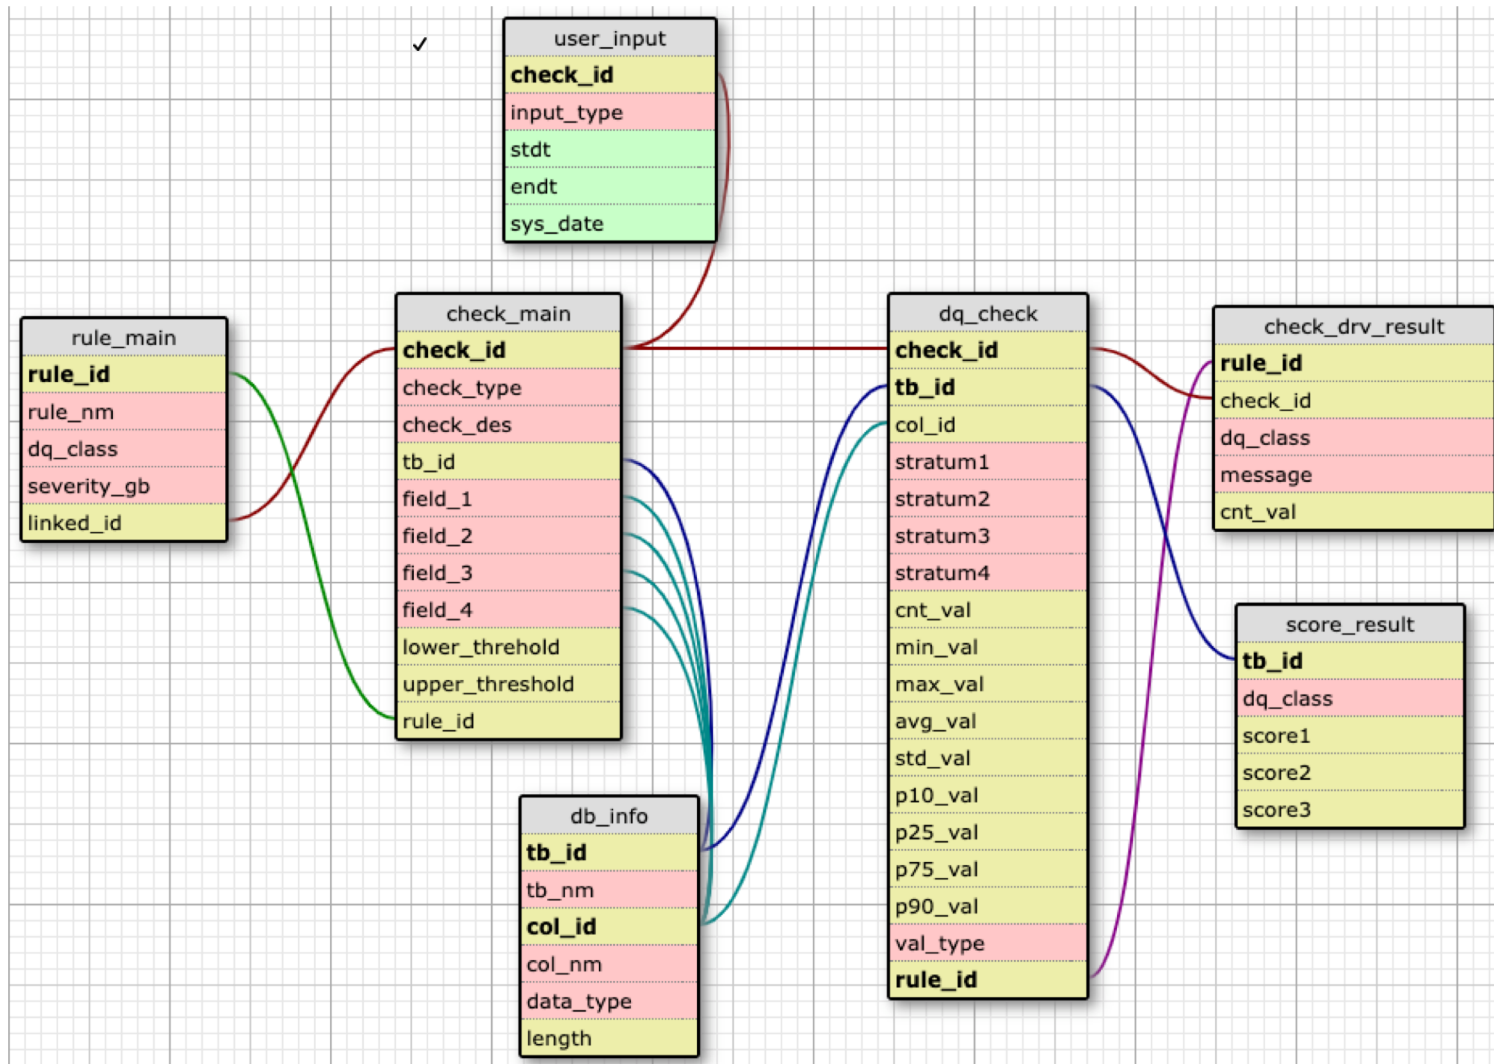 user_input
check_id
input_type
stdt
endt
sys_date
rule_main
rule_id
rule_nm
dq_class
severity_gb
linked_id
check_main
check_id
check_type
check_des
tb_id
field_1
field_2
field_3
field_4
lower_threhold
upper_threshold
rule_id
db_info
tb_id
tb_nm
col_id
col_nm
data_type
length
dq_check
check_id
tb_id
col_id
stratum1
stratum2
stratum3
stratum4
cnt_val
min_val
max_val
avg_val
std_val
p10_val
p25_val
p75_val
p90_val
val_type
rule_id
check_drv_result
rule_id
check_id
dq_class
message
cnt_val
score_result
tb_id
dq_class
score1
score2
score3